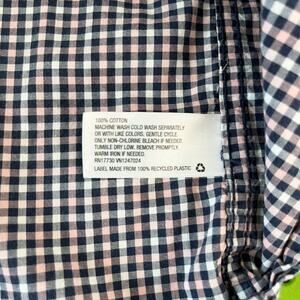 100% COTTON
MACHINE WASH COLD WASH SEPARATELY
OR WITH LIKE COLORS, GENTLE CYCLE
ONLY NON-CHLORINE BLEACH IF NEEDED.
TUMBLE DRY LOW. REMOVE PROMPTLY.
WARM IRON IF NEEDED.
RN17730 VN1247024
LABEL MADE FROM 100% RECYCLED PLASTIC